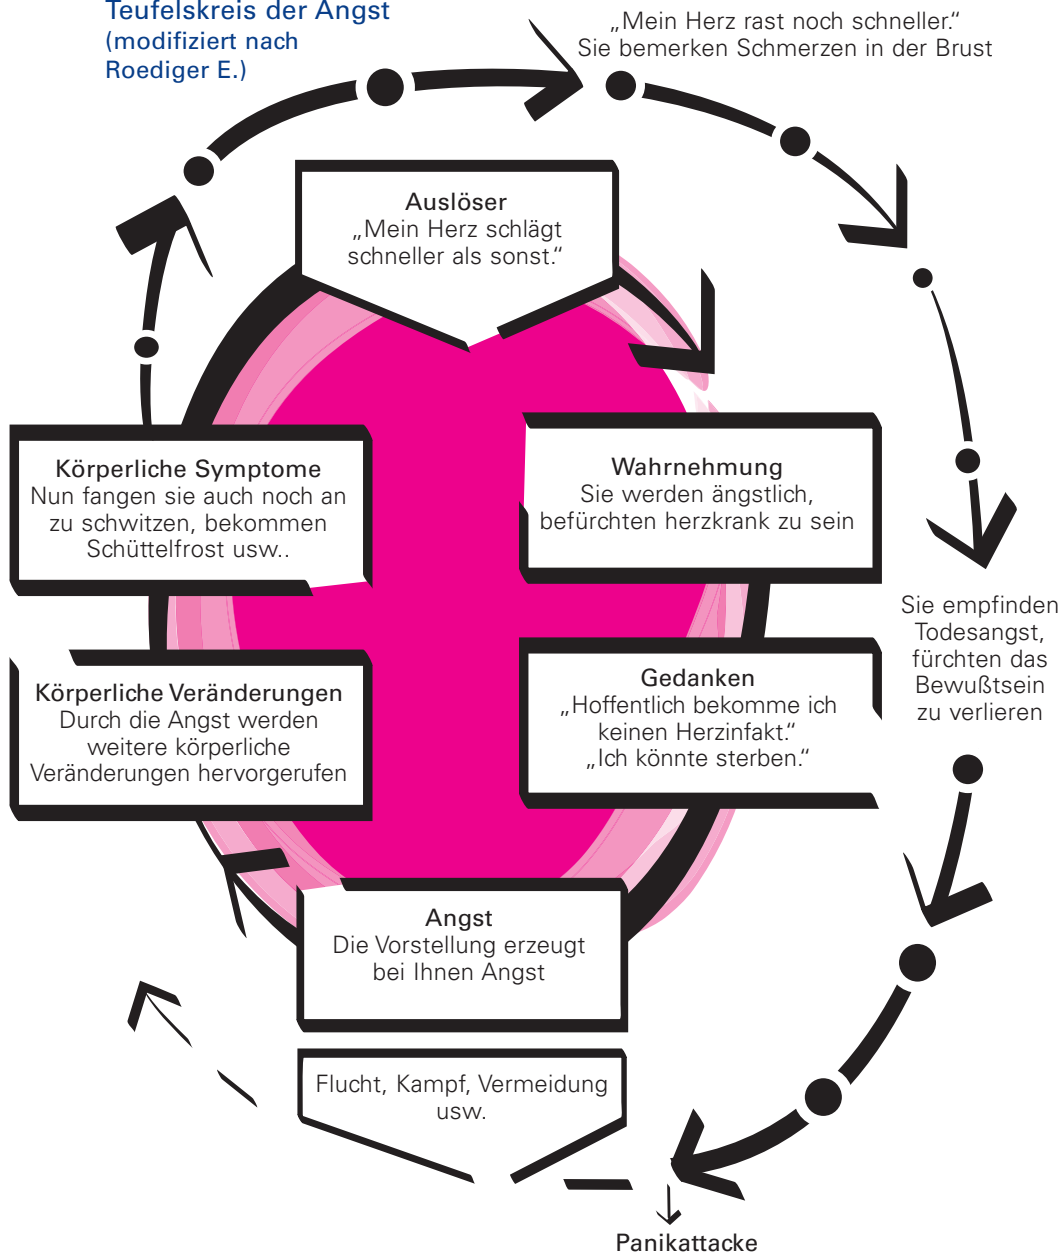 Teufelskreis der Angst
(modifiziert nach
Roediger E.)
„Mein Herz rast noch schneller.“
Sie bemerken Schmerzen in der Brust
Auslöser
„Mein Herz schlägt
schneller als sonst.“
Körperliche Symptome
Nun fangen sie auch noch an
zu schwitzen, bekommen
Schüttelfrost usw..
Wahrnehmung
Sie werden ängstlich,
befürchten herzkrank zu sein
Sie empfinden
Todesangst,
fürchten das
Bewußtsein
zu verlieren
Körperliche Veränderungen
Durch die Angst werden
weitere körperliche
Veränderungen hervorgerufen
Gedanken
„Hoffentlich bekomme ich
keinen Herzinfakt.“
„Ich könnte sterben.“
Angst
Die Vorstellung erzeugt
bei Ihnen Angst
Flucht, Kampf, Vermeidung
usw.
Panikattacke